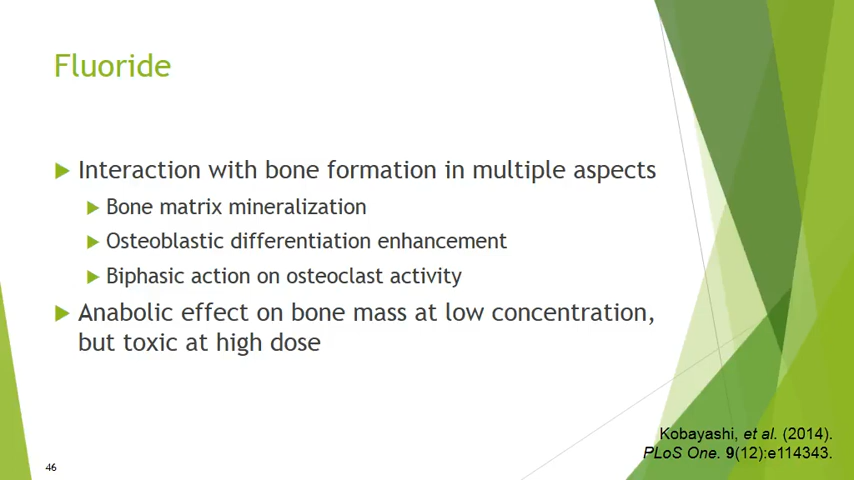 Fluoride
Interaction with bone formation in multiple aspects
Bone matrix mineralization
Osteoblastic differentiation enhancement
Biphasic action on osteoclast activity
Anabolic effect on bone mass at low concentration,
but toxic at high dose
Kobayashi, et al. (2014).
PLoS One. 9(12):e114343.
46